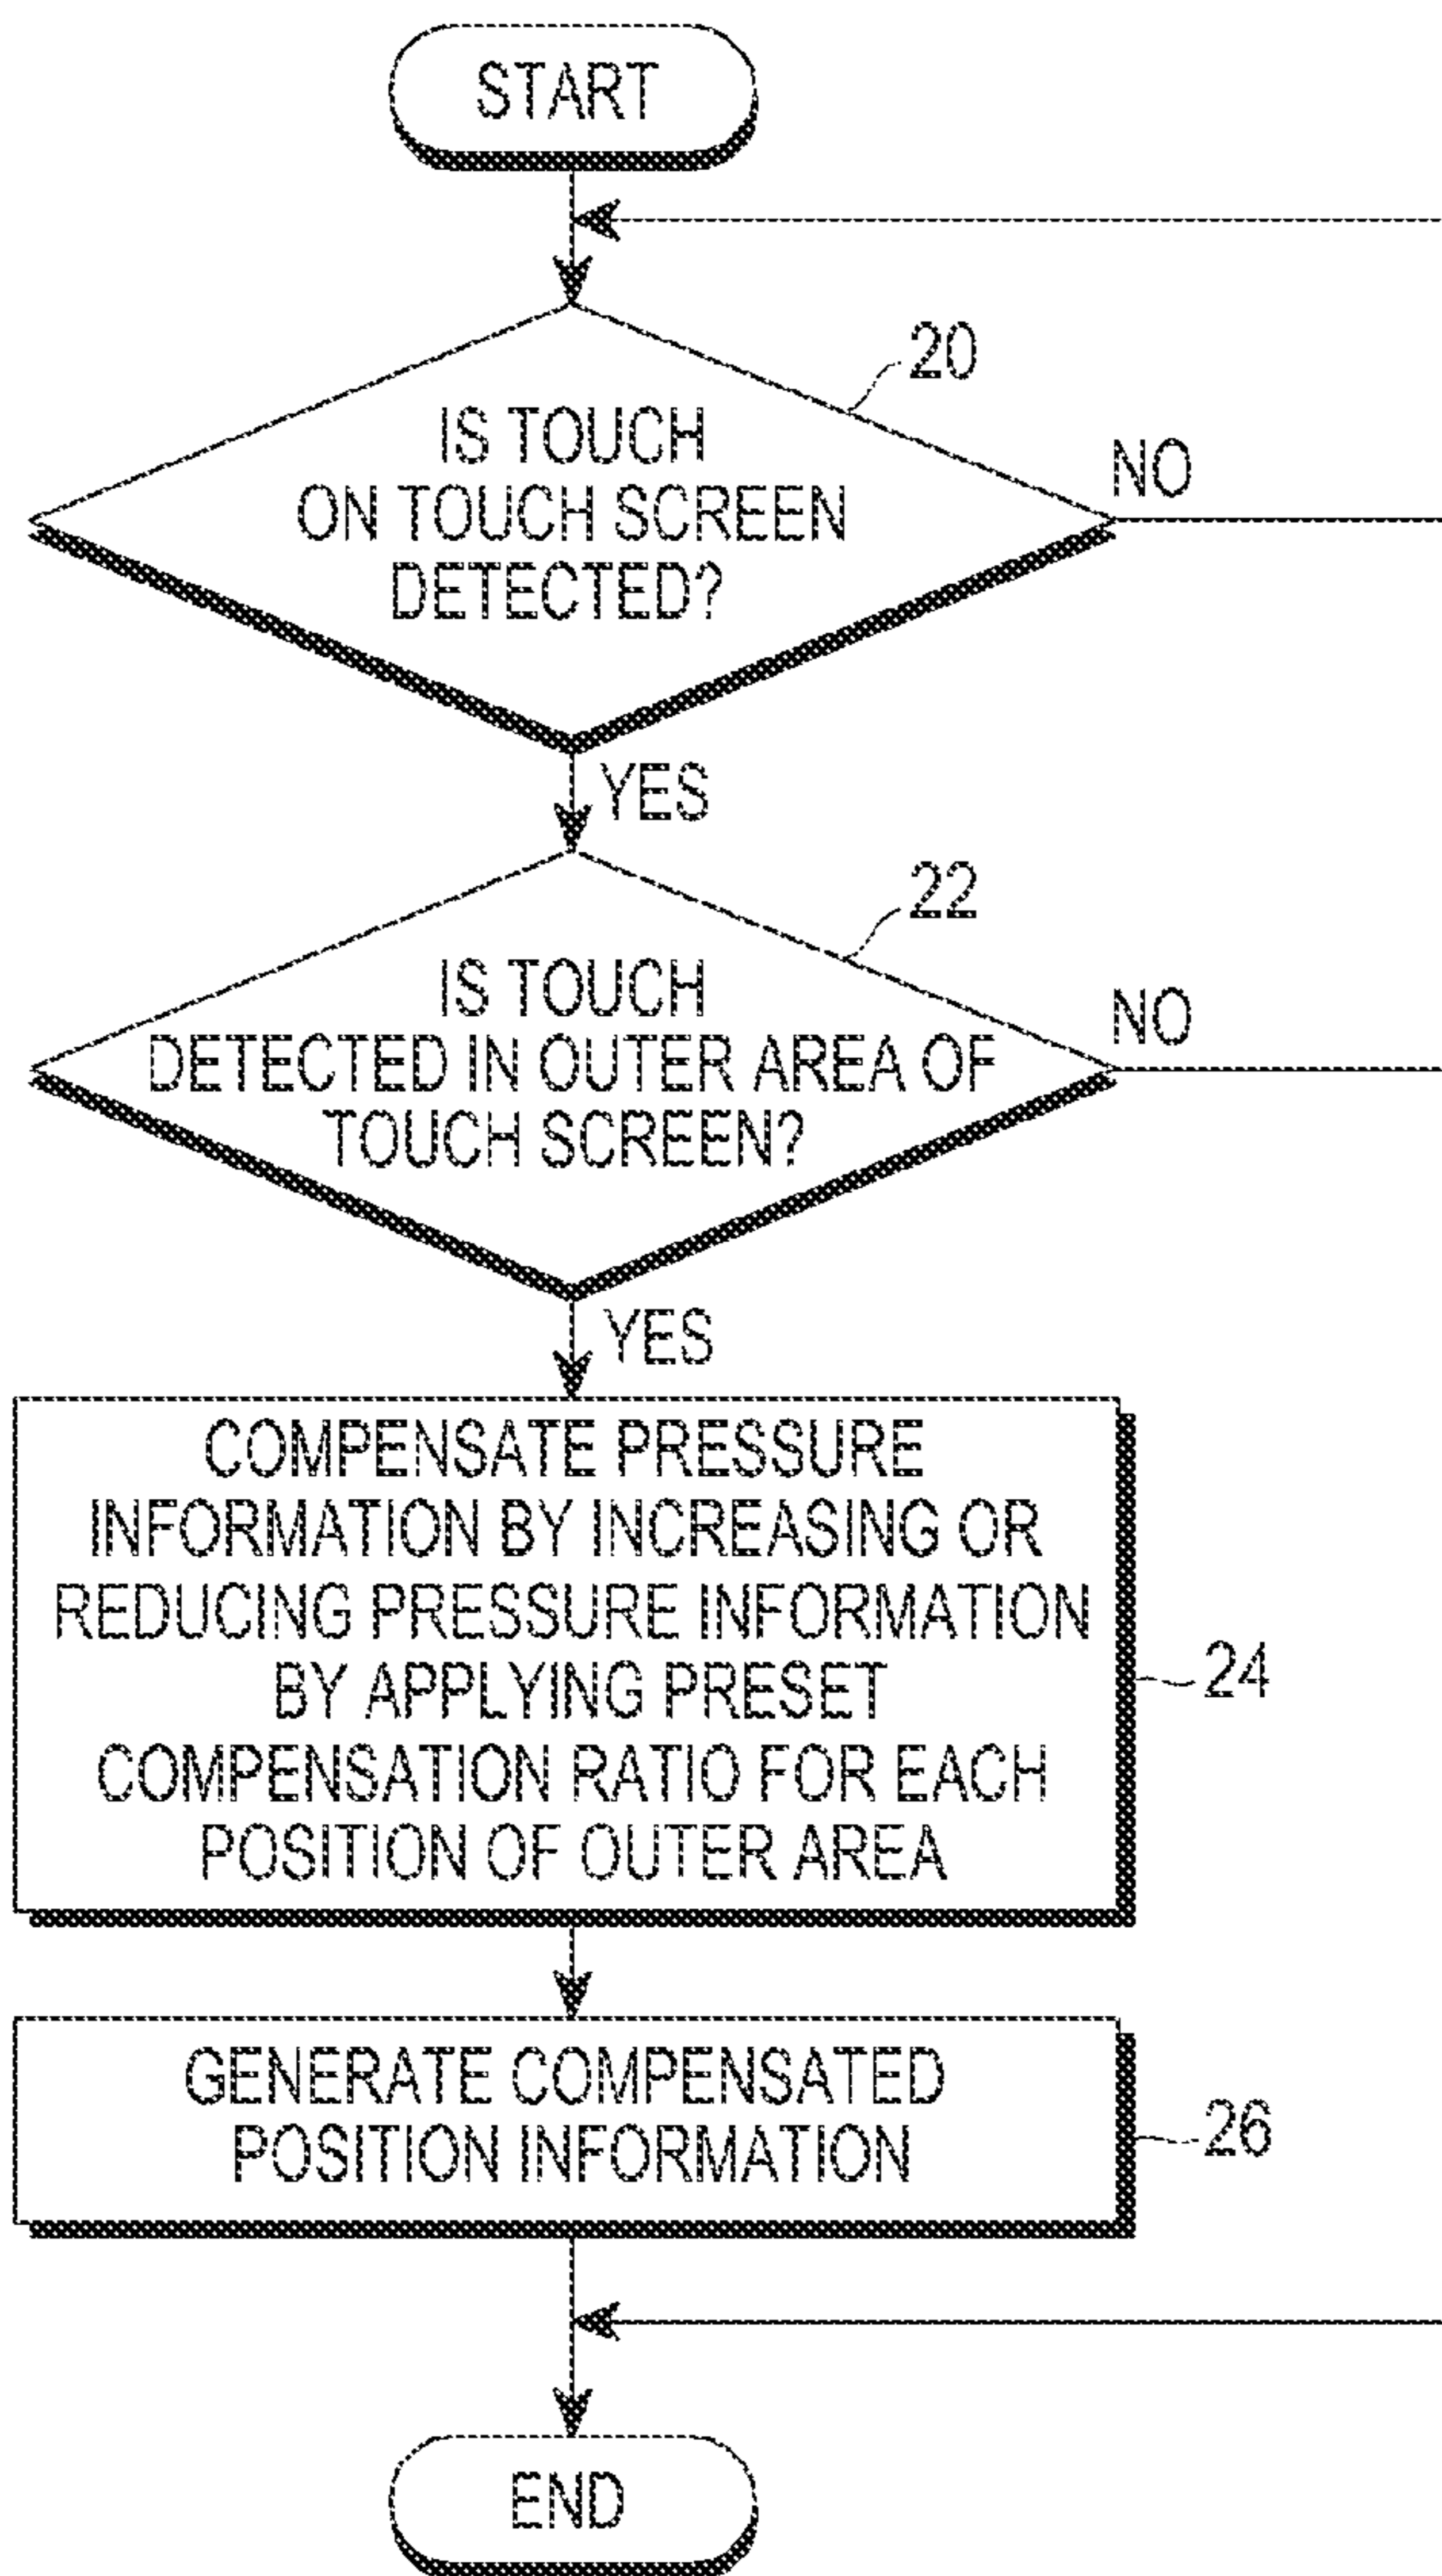 START
20
IS TOUCH
ON TOUCH SCREEN
DETECTED?
NO
YES
22
IS TOUCH
DETECTED IN OUTER AREA OF
TOUCH SCREEN?
NO
YES
COMPENSATE PRESSURE
INFORMATION BY INCREASING OR
REDUCING PRESSURE INFORMATION
BY APPLYING PRESET
COMPENSATION RATIO FOR EACH
POSITION OF OUTER AREA
24
GENERATE COMPENSATED
POSITION INFORMATION
26
END